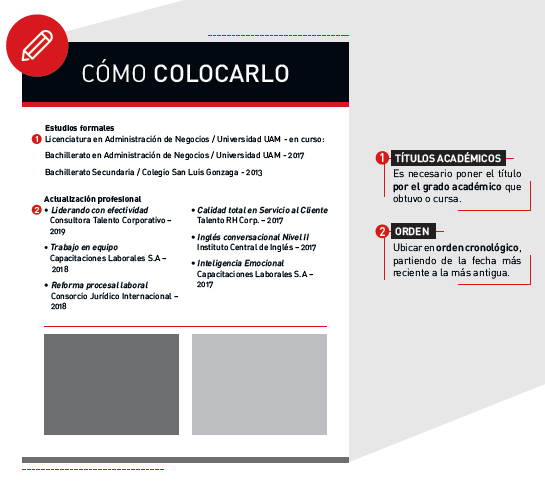 CÓMO COLOCARLO
Estudios formales
1 Licenciatura en Administración de Negocios / Universidad UAM - en curso:
Bachillerato en Administración de Negocios / Universidad UAM - 2017
Bachillerato Secundaria / Colegio San Luis Gonzaga - 2013
Actualización profesional
2 • Liderando con efectividad
Consultora Talento Corporativo –
2019
• Trabajo en equipo
Capacitaciones Laborales S.A –
2018
• Reforma procesal laboral
Consorcio Jurídico Internacional –
2018
• Calidad total en Servicio al Cliente
Talento RH Corp. – 2017
• Inglés conversacional Nivel II
Instituto Central de Inglés – 2017
• Inteligencia Emocional
Capacitaciones Laborales S.A –
2017
1 TÍTULOS ACADÉMICOS
Es necesario poner el título
por el grado académico que
obtuvo o cursa.
2 ORDEN
Ubicar en orden cronológico,
partiendo de la fecha más
reciente a la más antigua.